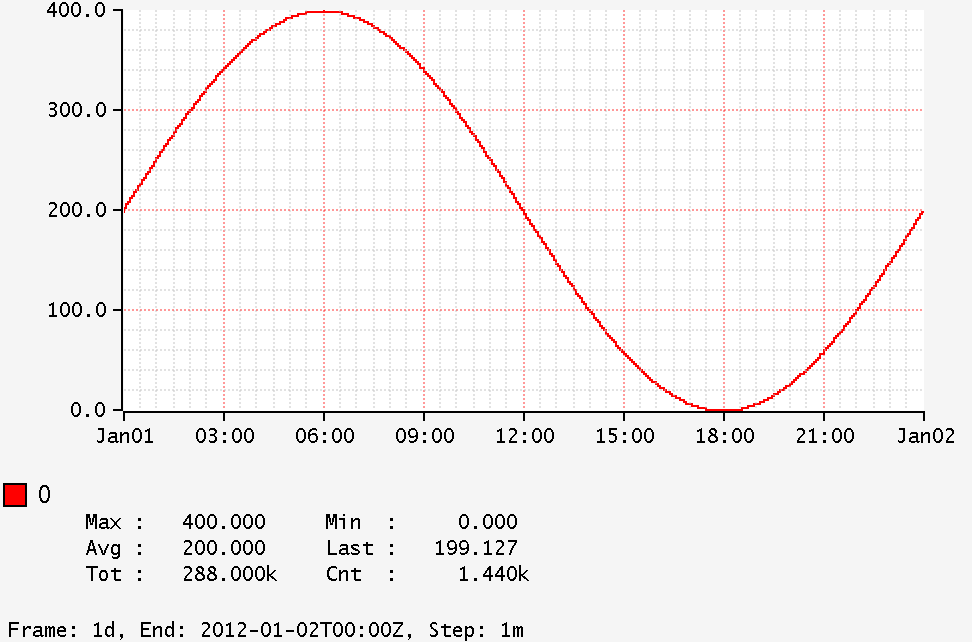 400.0
300.0
200.0
100.0
0.0
Jan01 03:00 06:00 09:00 12:00 15:00 18:00 21:00 Jan02
0
Max : 400.000 Min : 0.000
Avg : 200.000 Last : 199.127
Tot : 288.000k Cnt : 1.440k
Frame: 1d, End: 2012-01-02T00:00Z, Step: 1m